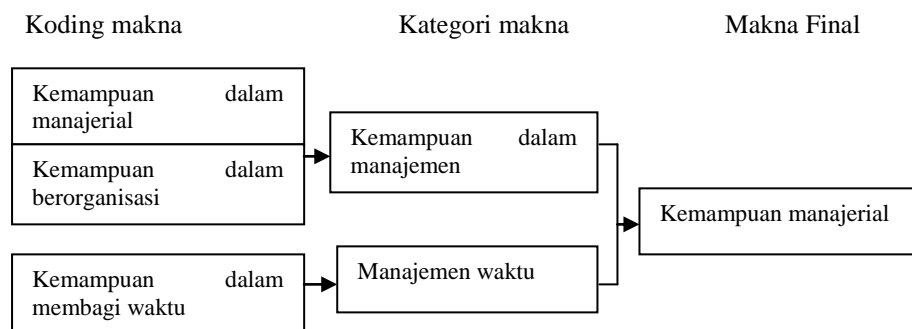 Koding makna
Kategori makna
Makna Final
Kemampuan dalam
manajerial
Kemampuan dalam
berorganisasi
Kemampuan dalam
membagi waktu
Kemampuan dalam
manajemen
Manajemen waktu
Kemampuan manajerial